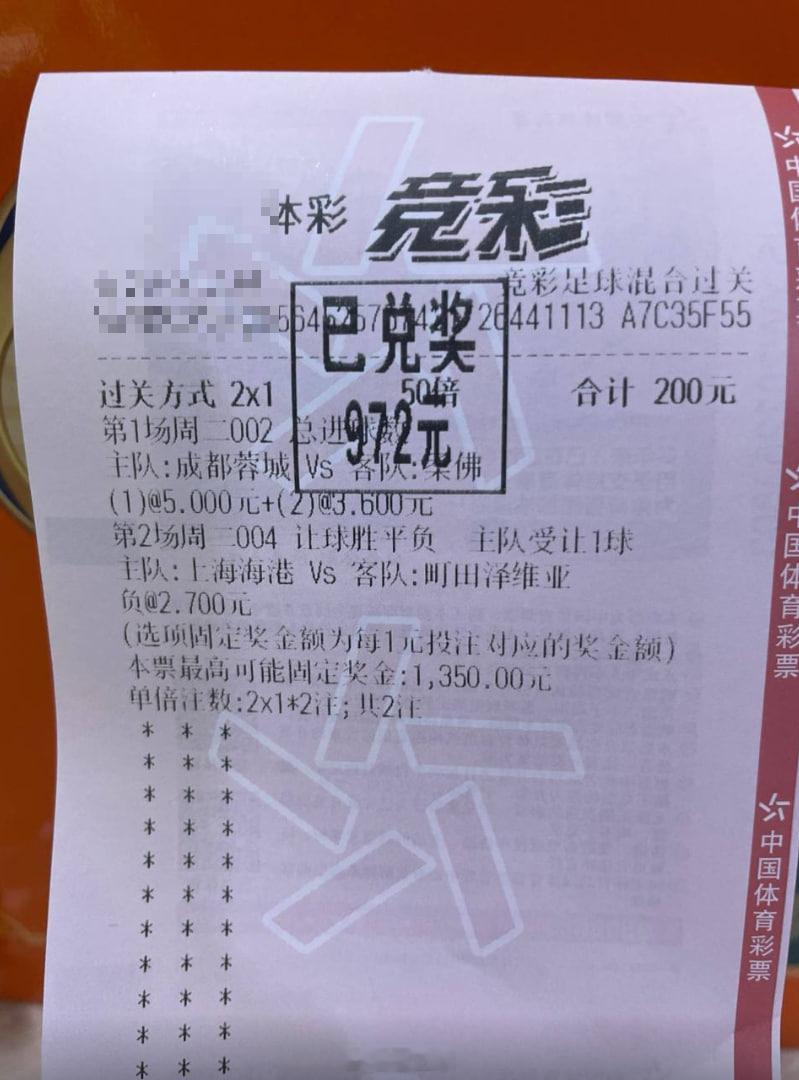 体彩 竞彩
竞彩足球混合过关
26441113 A7C35F55
已兑奖
972元
过关方式 2x1 50倍 合计 200元
第1场周二002 总进球数
主队:成都蓉城 Vs 客队:柔佛
(1)@5.000元+(2)@3.600元
第2场周二004 让球胜平负 主队受让1球
主队:上海海港 Vs 客队:町田泽维亚
负@2.700元
(选项固定奖金额为每1元投注对应的奖金额)
本票最高可能固定奖金:1,350.00元
单倍注数:2x1*2注;共2注
* * *
* * *
* * *
* * *
* * *
* * *
* * *
* * *
* * *
* * *
* * *
中国体育彩票
中国体育彩票